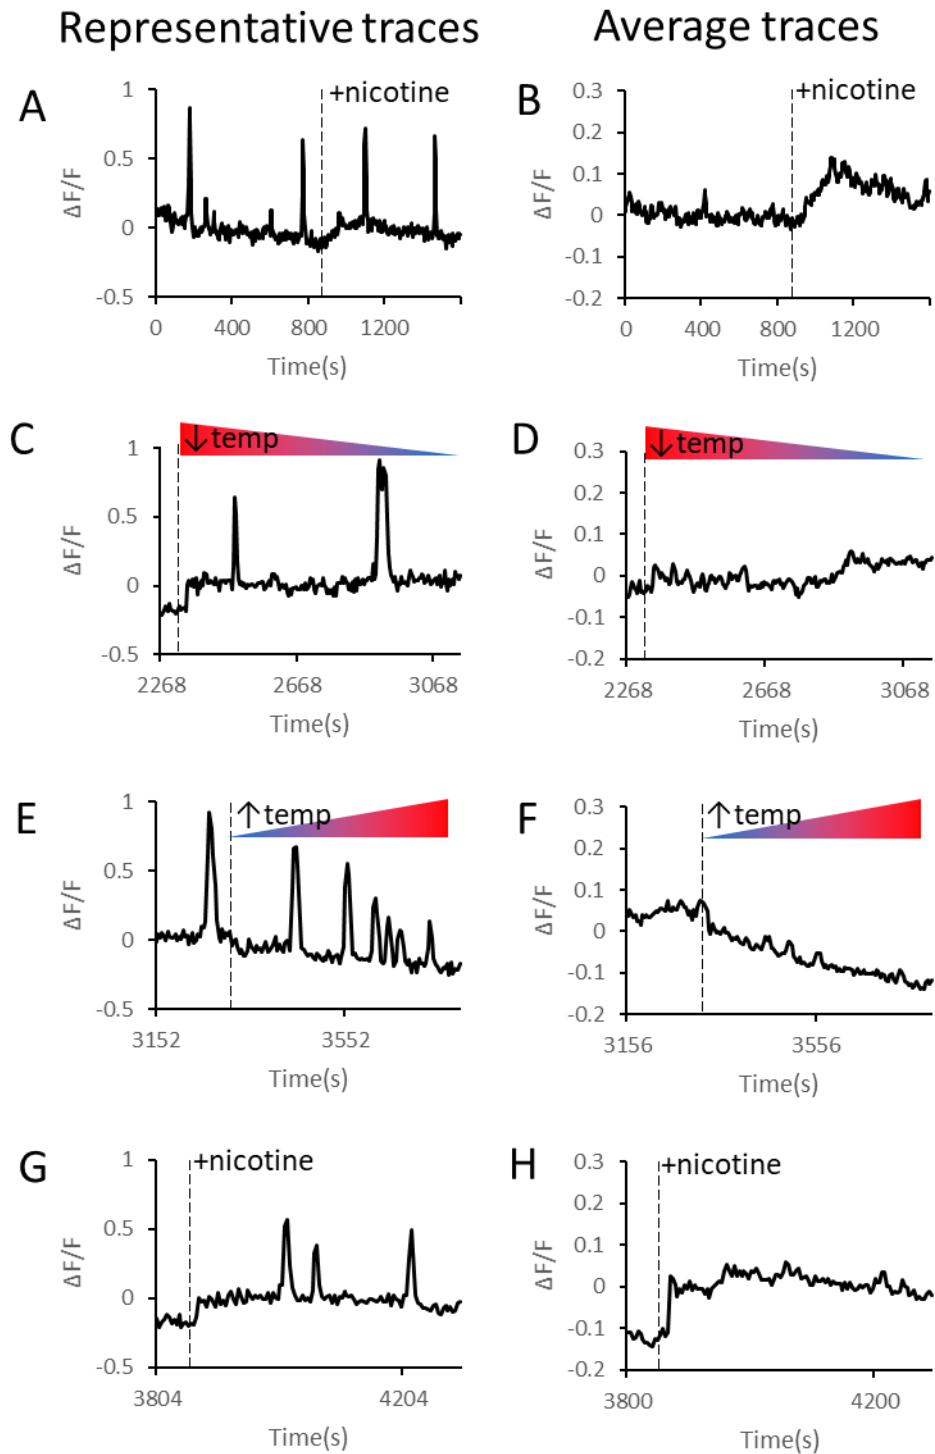 Representative traces
Average traces
A
+nicotine
1
0.5
0
-0.5
ΔF/F
0 400 800 1200
Time(s)
B
+nicotine
0.3
0.2
0.1
0
-0.1
-0.2
ΔF/F
0 400 800 1200
Time(s)
C
↓ temp
1
0.5
0
-0.5
ΔF/F
2268 2668 3068
Time(s)
D
↓ temp
0.3
0.2
0.1
0
-0.1
-0.2
ΔF/F
2268 2668 3068
Time(s)
E
↑ temp
1
0.5
0
-0.5
ΔF/F
3152 3552
Time(s)
F
↑ temp
0.3
0.2
0.1
0
-0.1
-0.2
ΔF/F
3156 3556
Time(s)
G
+nicotine
1
0.5
0
-0.5
ΔF/F
3804 4204
Time(s)
H
+nicotine
0.3
0.2
0.1
0
-0.1
-0.2
ΔF/F
3800 4200
Time(s)